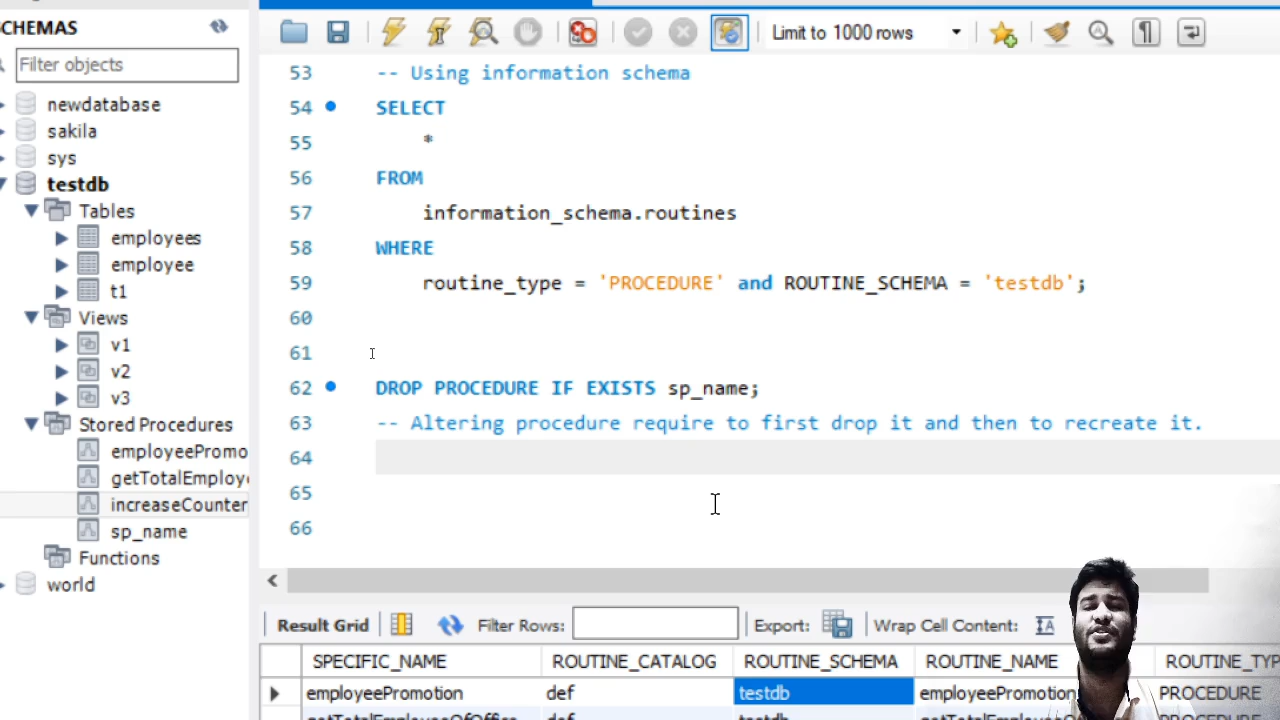 SCHEMAS
Filter objects
newdatabase
sakila
sys
testdb
Tables
employees
employee
t1
Views
v1
v2
v3
Stored Procedures
employeePromo
getTotalEmploye
increaseCounter
sp_name
Functions
world
Limit to 1000 rows
53 -- Using information schema
54 SELECT
55 *
56 FROM
57 information_schema.routines
58 WHERE
59 routine_type = 'PROCEDURE' and ROUTINE_SCHEMA = 'testdb';
60
61
62 DROP PROCEDURE IF EXISTS sp_name;
63 -- Altering procedure require to first drop it and then to recreate it.
64
65
66
Result Grid Filter Rows: Export: Wrap Cell Content: IA
SPECIFIC_NAME ROUTINE_CATALOG ROUTINE_SCHEMA ROUTINE_NAME ROUTINE_TYP
employeePromotion def testdb employeePromotion PROCEDURE